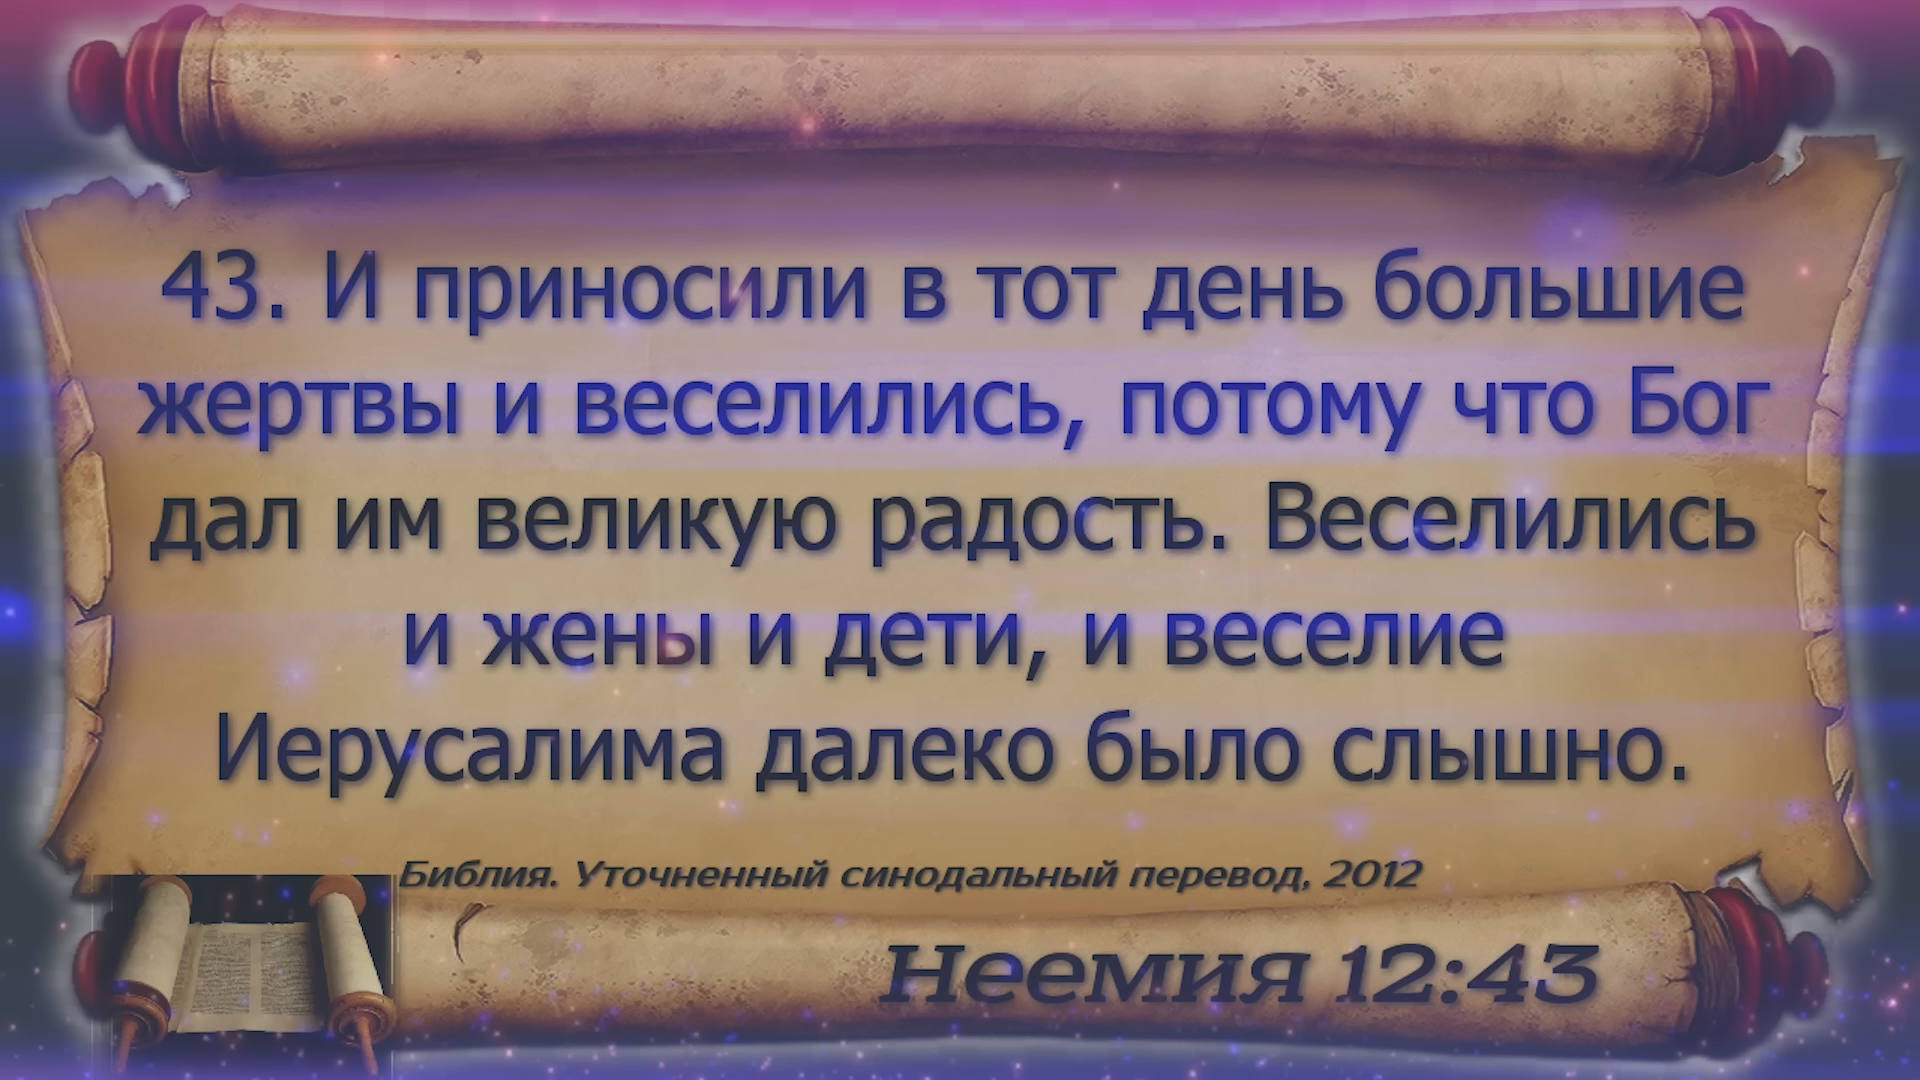 43. И приносили в тот день большие
жертвы и веселились, потому что Бог
дал им великую радость. Веселились
и жены и дети, и веселие
Иерусалима далеко было слышно.
Библия. Уточненный синодальный перевод, 2012
Неемия 12:43